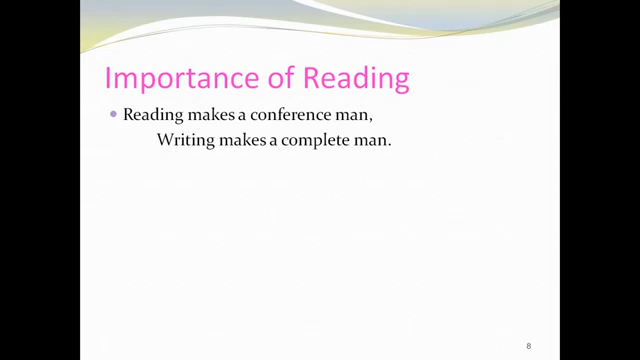 Importance of Reading
Reading makes a conference man,
Writing makes a complete man.
8